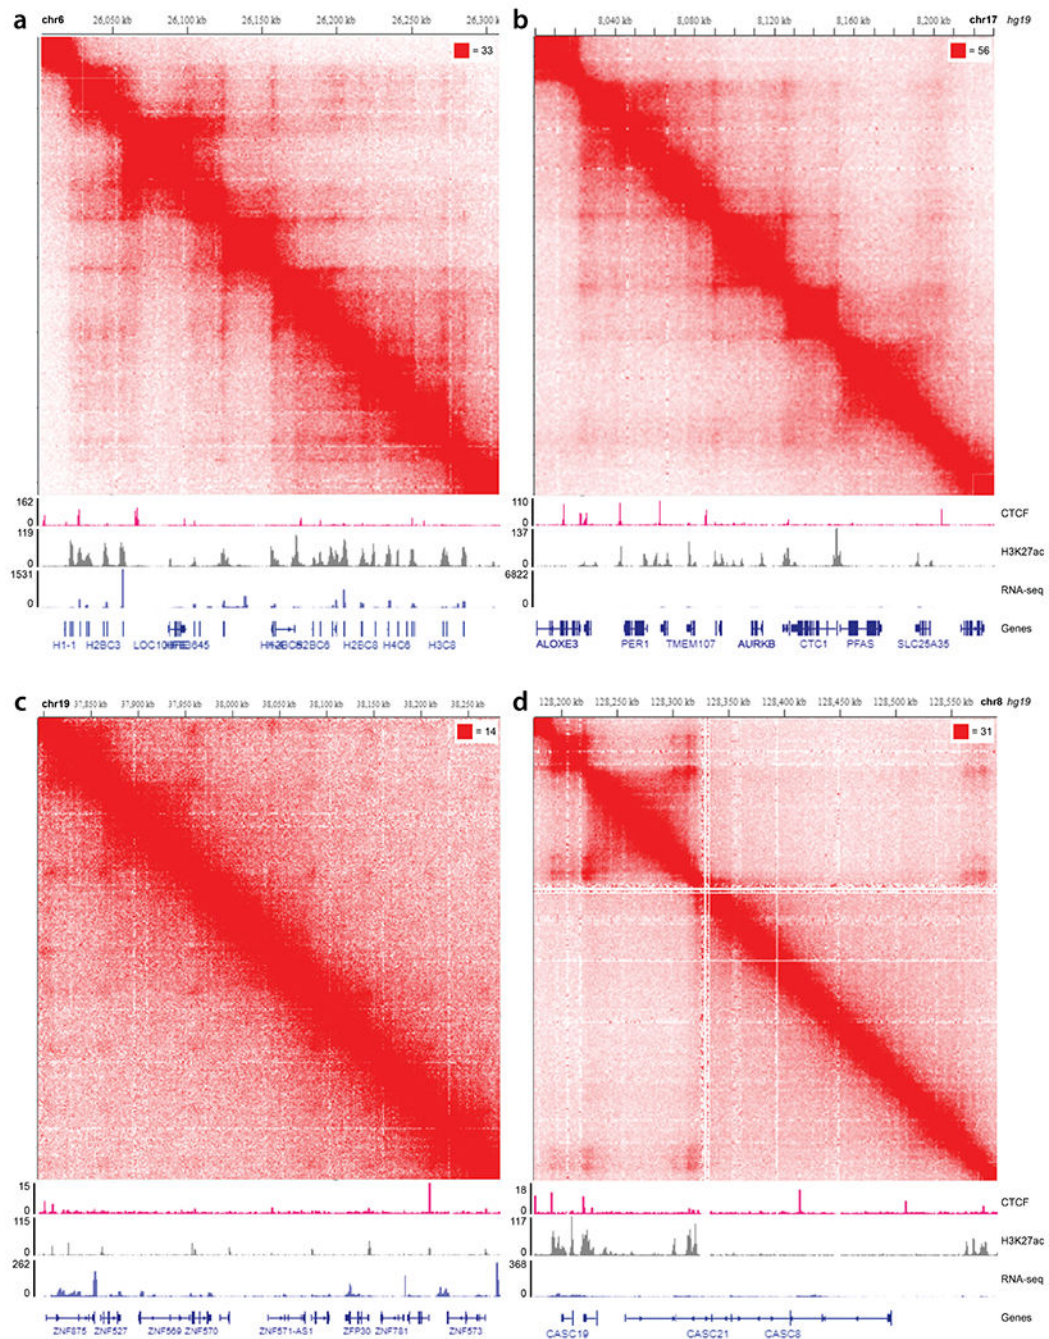 a
chr6
26,050 kb 26,100 kb 26,150 kb 26,200 kb 26,250 kb 26,300 kb
= 33
162
0
119
0
1531
0
H1-1 H2BC3 H2BC6 H2BC8 H4C6 H3C8
b
8,040 kb 8,080 kb 8,120 kb 8,160 kb 8,200 kb chr17 hg19
= 56
110
0
CTCF
137
0
H3K27ac
6822
0
RNA-seq
Genes
ALOXE3 PER1 TMEM107 AURKB CTC1 PFAS SLC25A35
c
chr19
37,850 kb 37,900 kb 37,950 kb 38,000 kb 38,050 kb 38,100 kb 38,150 kb 38,200 kb 38,250 kb
= 14
15
0
115
0
262
0
ZNF875 ZNF527 ZNF569 ZNF570 ZNF571-AS1 ZFP30 ZNF781 ZNF573
d
128,200 kb 128,250 kb 128,300 kb 128,350 kb 128,400 kb 128,450 kb 128,500 kb 128,550 kb chr8 hg19
= 31
18
0
CTCF
117
0
H3K27ac
368
0
RNA-seq
Genes
CASC19 CASC21 CASC8